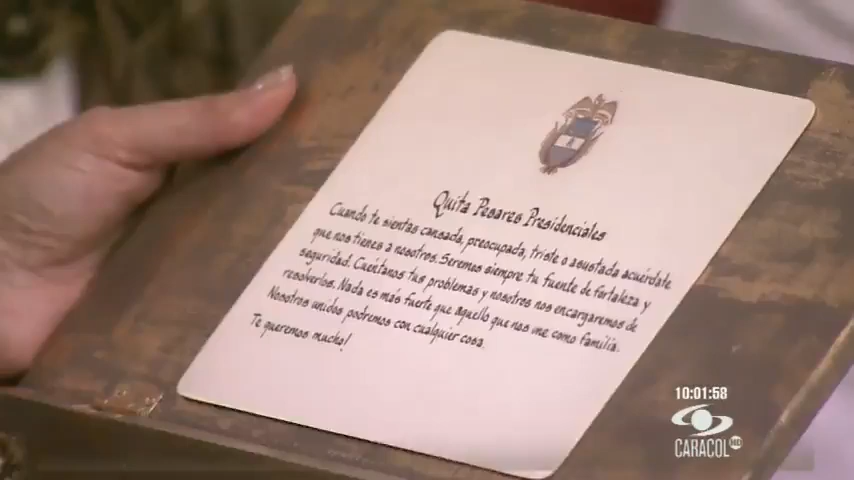 Quita Pesares Presidenciales
Cuando te sientas cansada, preocupada, triste o asustada acuérdate
que nos tienes a nosotros. Seremos siempre tu fuente de fortaleza y
seguridad. Cuéntanos tus problemas y nosotros nos encargaremos de
resolverlos. Nada es más fuerte que aquello que nos une como familia.
Nosotros unidos podremos con cualquier cosa.
Te queremos mucho!
10:01:58
CARACOL HD